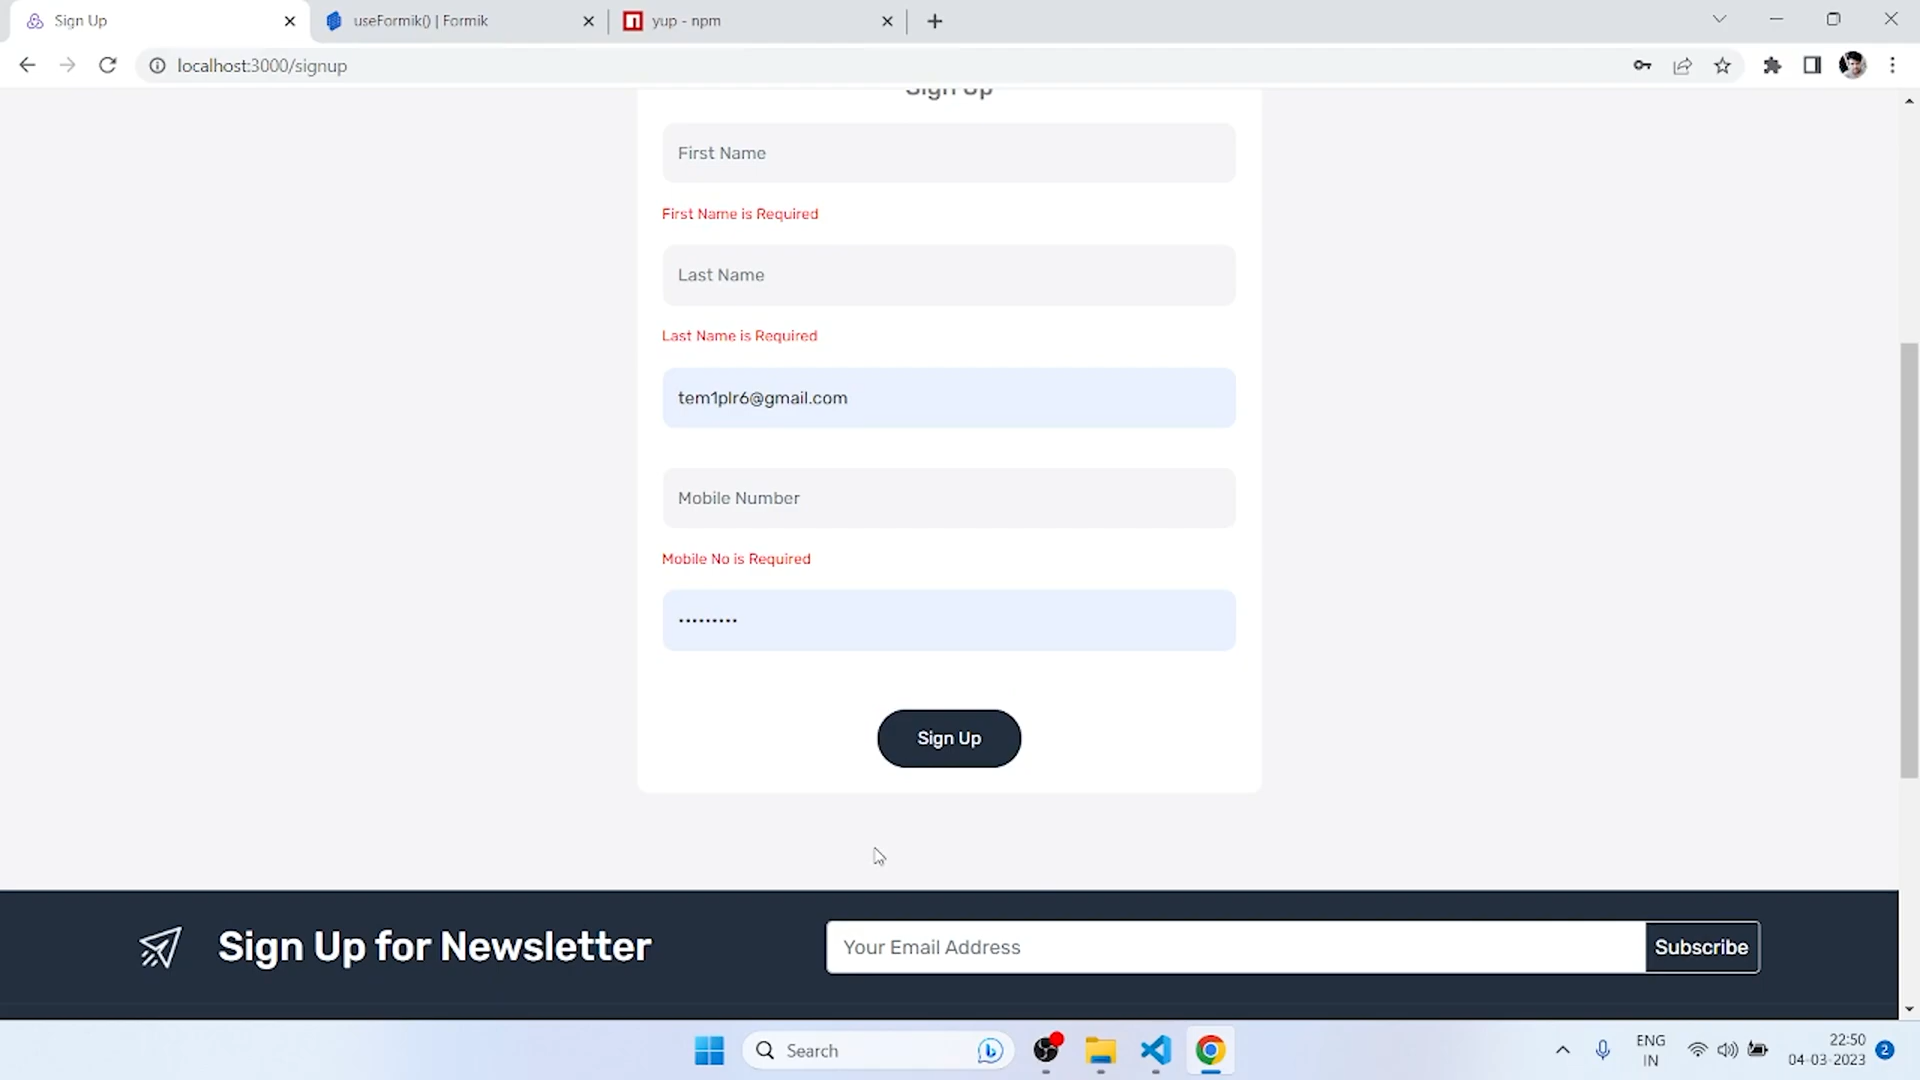 Sign Up
useFormik() | Formik
yup - npm
localhost:3000/signup
Sign Up
First Name
First Name is Required
Last Name
Last Name is Required
tem1plr6@gmail.com
Mobile Number
Mobile No is Required
•••••••••
Sign Up
Sign Up for Newsletter
Your Email Address
Subscribe
Search
ENG
IN
22:50
04-03-2023
2